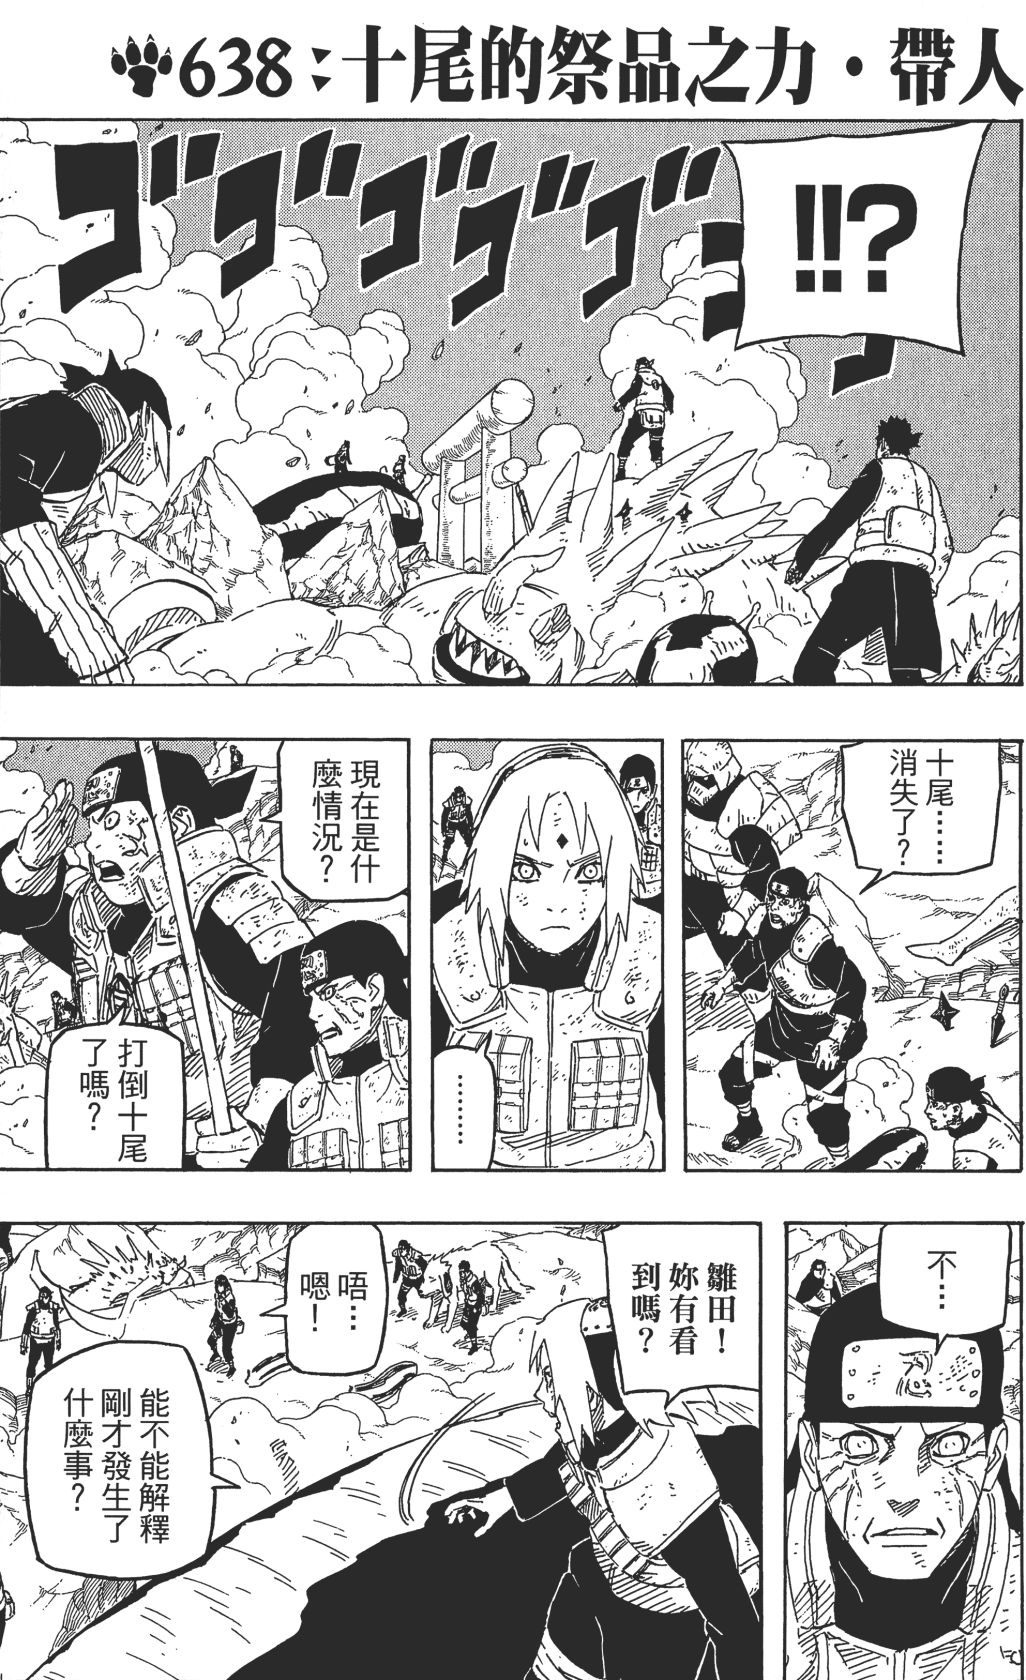 638：十尾的祭品之力・帶人
!!?
ゴゴゴゴゴゴ
十尾……
消失了？
………
現在是什
麼情況？
打倒十尾
了嗎？
不…
雛田！
妳有看
到嗎？
唔…
嗯！
能不能解釋
剛才發生了
什麼事？